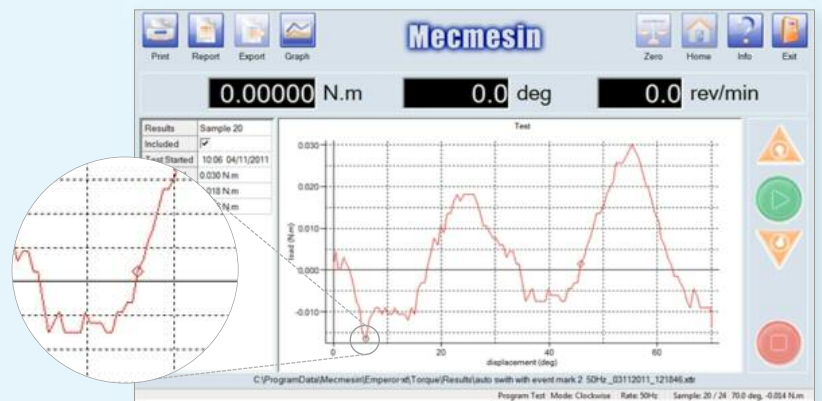 Print Report Export Graph
Mecmesin
Zero Home Info Exit
0.00000 N.m 0.0 deg 0.0 rev/min
Results Sample 20
Included
Test Started 10:06 04/11/2011
0.030 N.m
.018 N.m
N.m
Test
0.030
0.020
0.010
0.000
-0.010
load (N.m)
0 20 40 60
displacement (deg)
C:\ProgramData\Mecmesin\Emperor-xt\Torque\Results\auto swith with event mark 2 50Hz_03112011_121846.xttr
Program Test Mode: Clockwise Rate: 50Hz Sample: 20 / 24 70.0 deg, -0.014 N.m